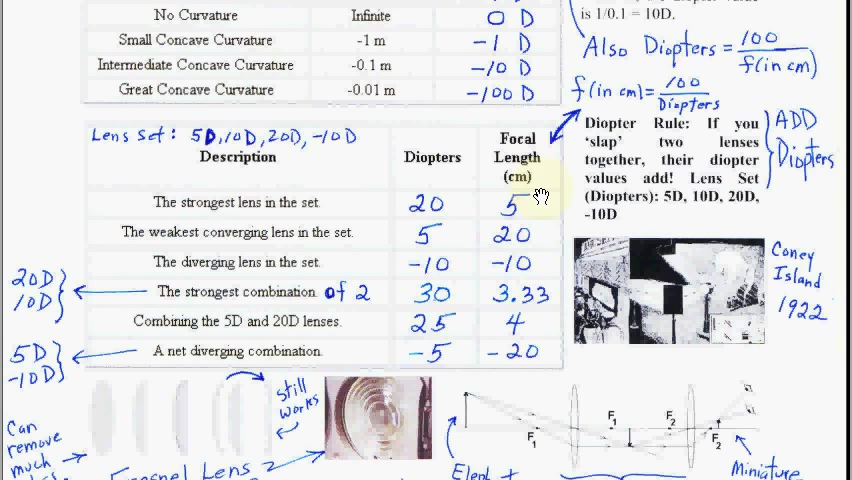 No Curvature Infinite 0 D
Small Concave Curvature -1 m -1 D
Intermediate Concave Curvature -0.1 m -10 D
Great Concave Curvature -0.01 m -100 D
is 1/0.1 = 10D.
Also Diopters = 100 / f(in cm)
f(in cm) = 100 / Diopters
Lens Set: 5D, 10D, 20D, -10D
Description Diopters Focal Length (cm)
The strongest lens in the set. 20 5
The weakest converging lens in the set. 5 20
The diverging lens in the set. -10 -10
The strongest combination of 2 30 3.33
Combining the 5D and 20D lenses. 25 4
A net diverging combination. -5 -20
20D
10D
5D
-10D
Diopter Rule: If you
'slap' two lenses
together, their diopter
values add! Lens Set
(Diopters): 5D, 10D, 20D,
-10D
ADD
Diopters
Coney
Island
1922
still
works
Can
remove
much
Fresnel Lens
F1 F1 F2 F2
Miniature